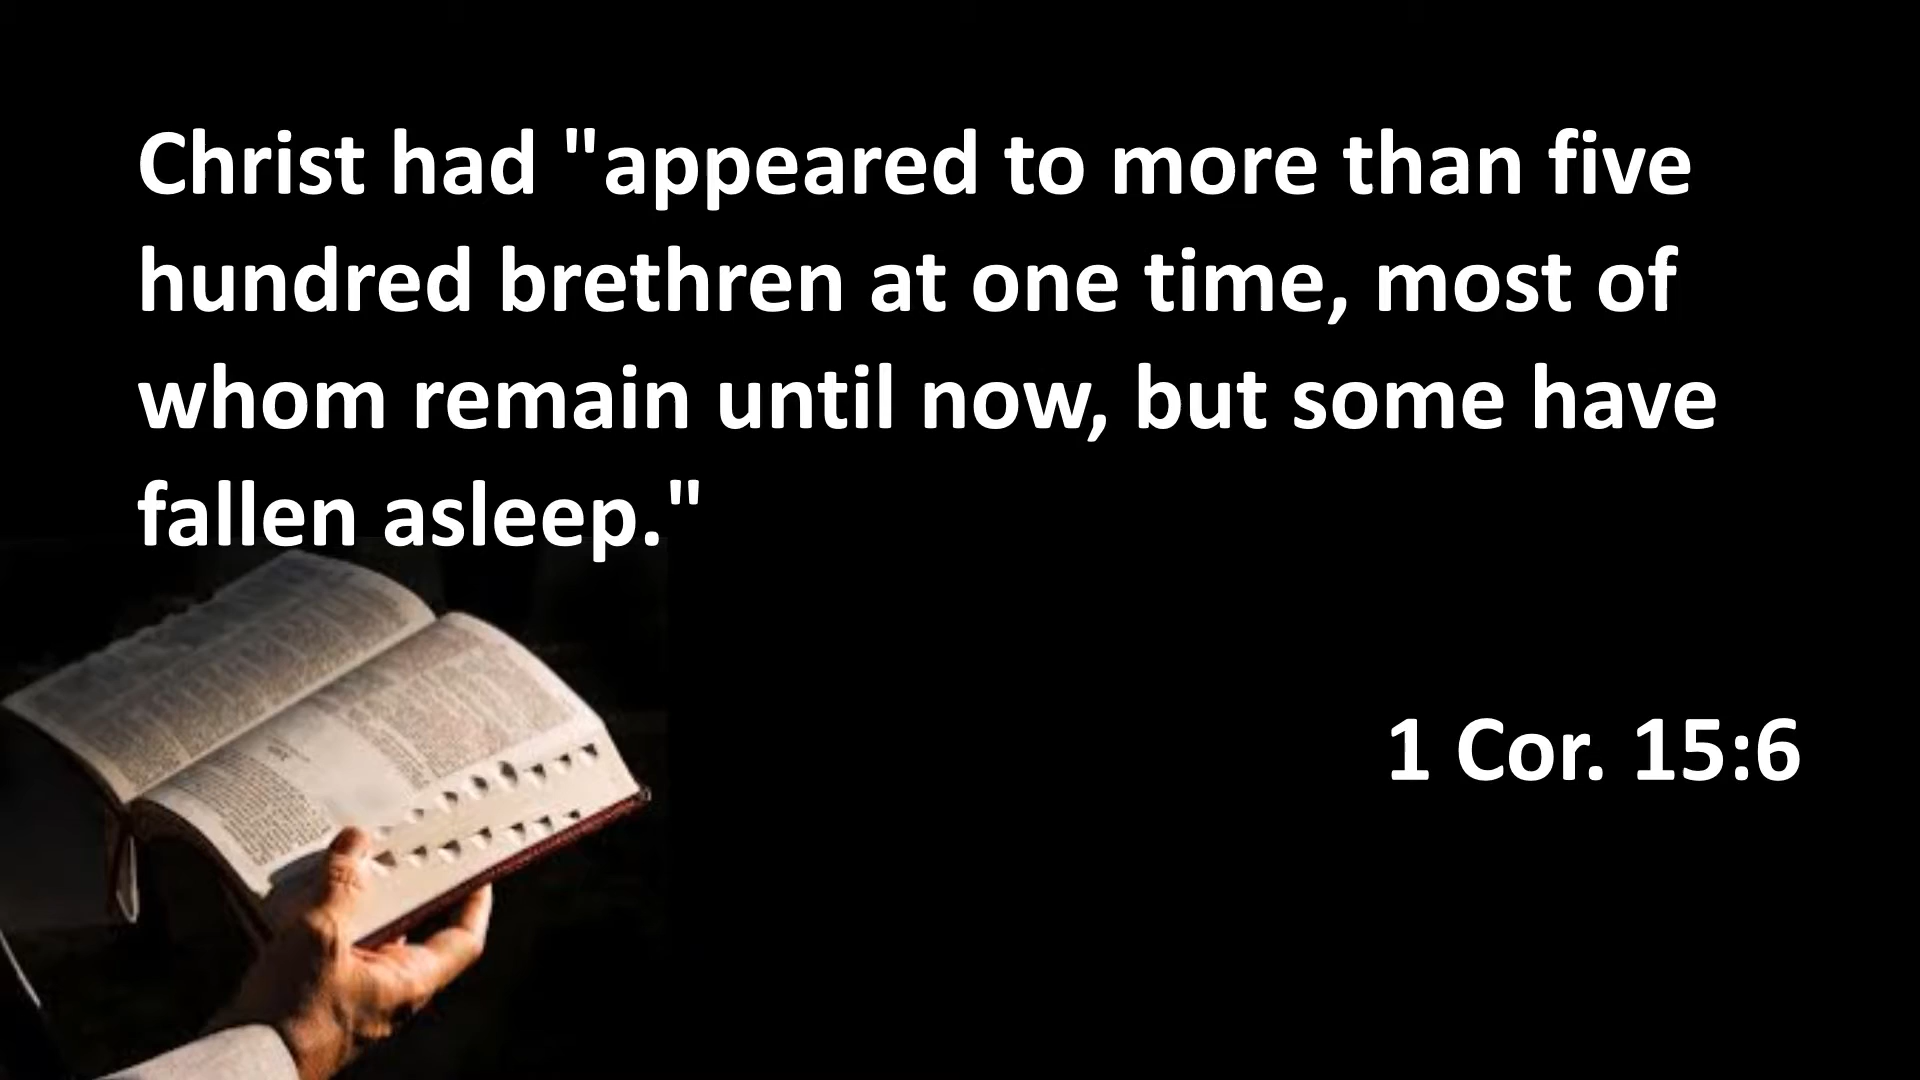 Christ had "appeared to more than five
hundred brethren at one time, most of
whom remain until now, but some have
fallen asleep."
1 Cor. 15:6